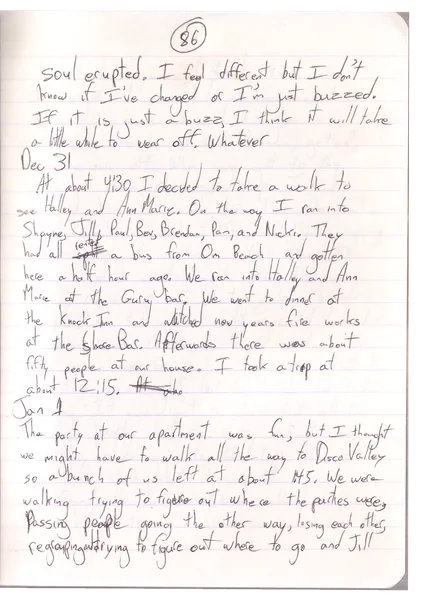 86
soul erupted. I feel different but I don't
know if I've changed or I'm just buzzed.
If it is just a buzz, I think it will take
a little while to wear off. Whatever
Dec 31
At about 4:30 I decided to take a walk to
see Halley and Ann Marie. On the way I ran into
Shayne, Jill, Paul, Bev, Brendan, Pam, and Nicki. They
had all rented a bus from Om Beach and gotten
here a half hour ago. We ran into Halley and Ann
Marie at the Guru bar. We went to dinner at
the Knock Inn and watched new years fire works
at the Shore Bar. Afterwards there was about
fifty people at our house. I took a trop at
about 12:15.
Jan 1
The party at our apartment was fun, but I thought
we might have to walk all the way to Disco Valley
so a bunch of us left at about 1:45. We were
walking trying to figure out where the parties were,
Passing people going the other way, losing each other,
regrouping and trying to figure out where to go and Jill